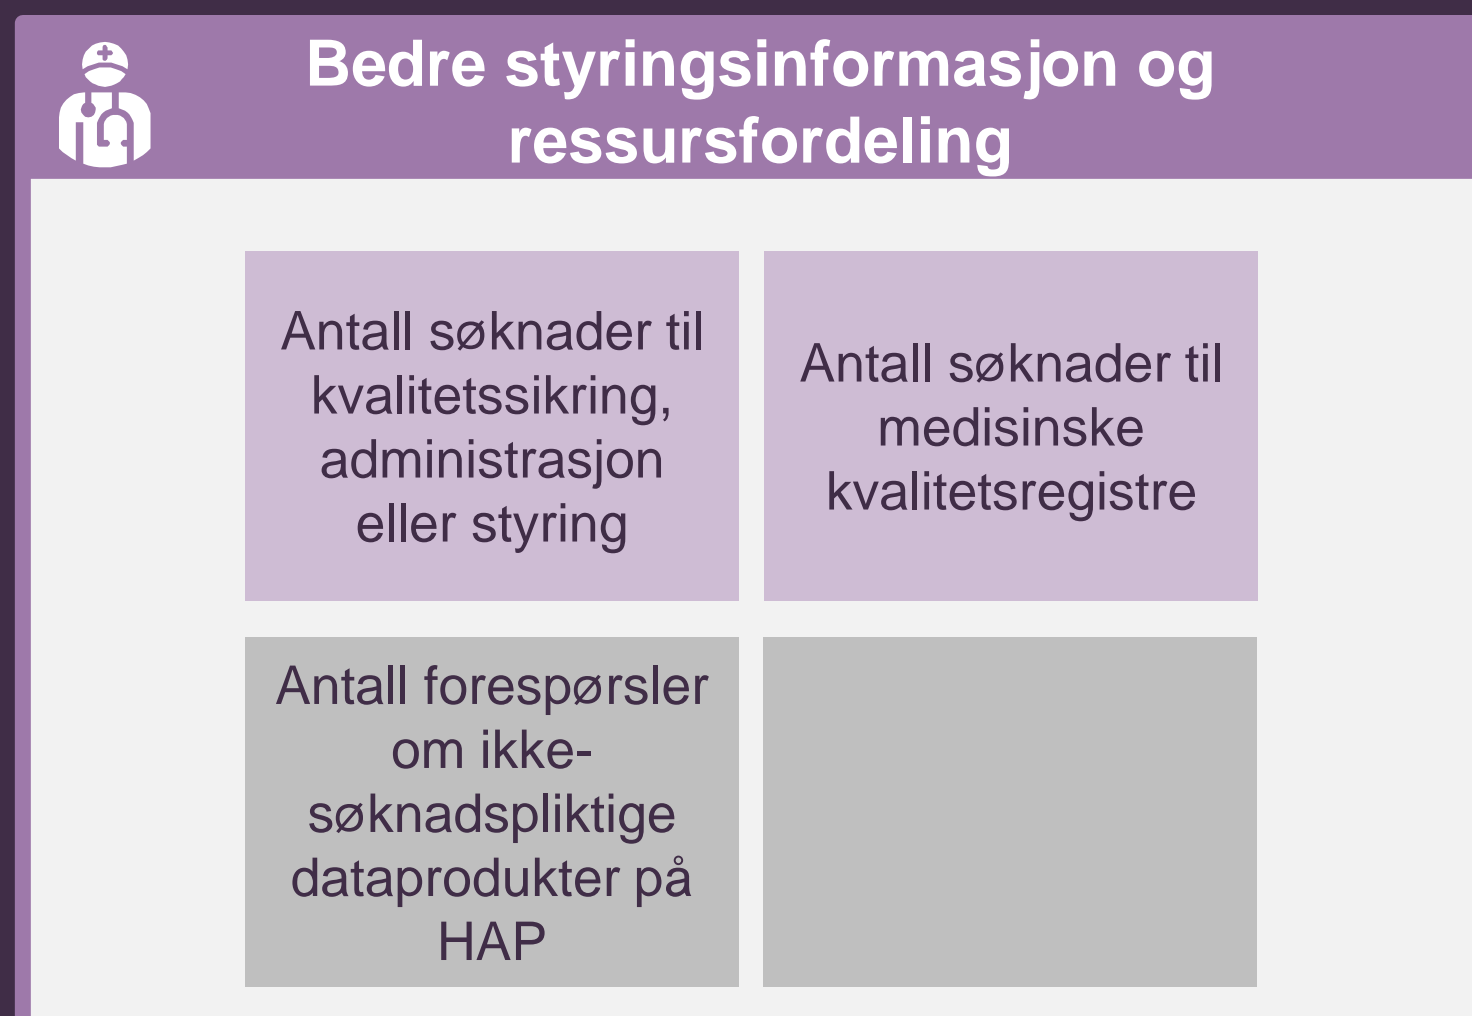 Bedre styringsinformasjon og
ressursfordeling
Antall søknader til
kvalitetssikring,
administrasjon
eller styring
Antall søknader til
medisinske
kvalitetsregistre
Antall forespørsler
om ikke-
søknadspliktige
dataprodukter på
HAP